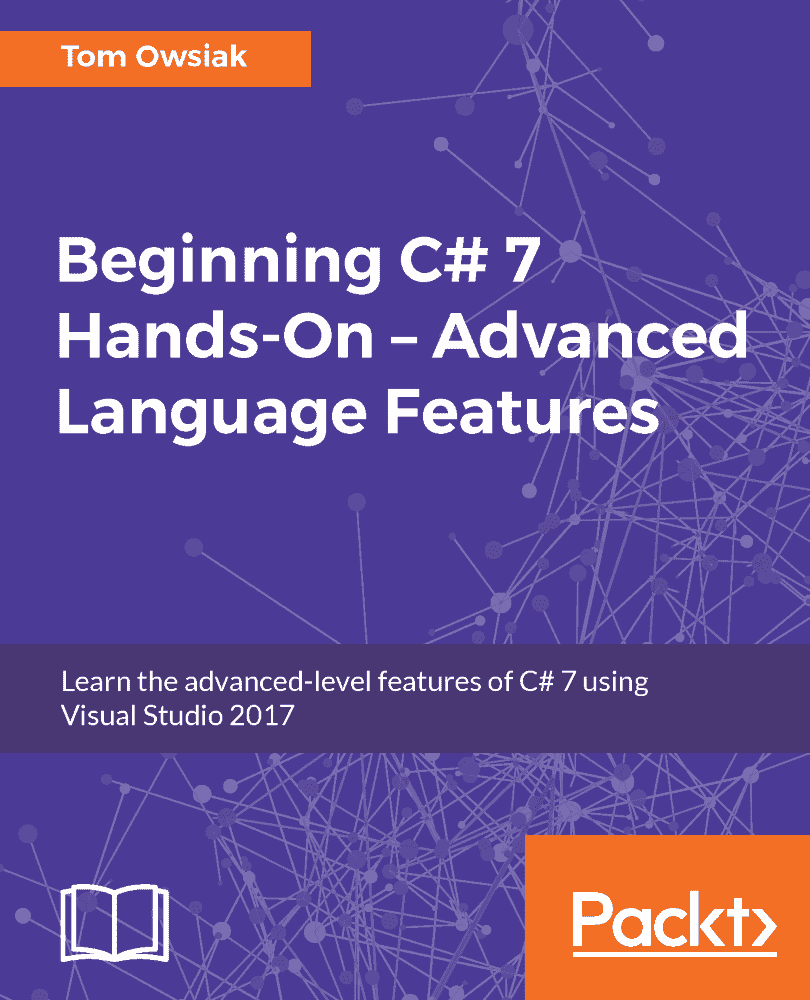 Tom Owsiak
Beginning C# 7
Hands-On – Advanced
Language Features
Learn the advanced-level features of C# 7 using
Visual Studio 2017
Packt